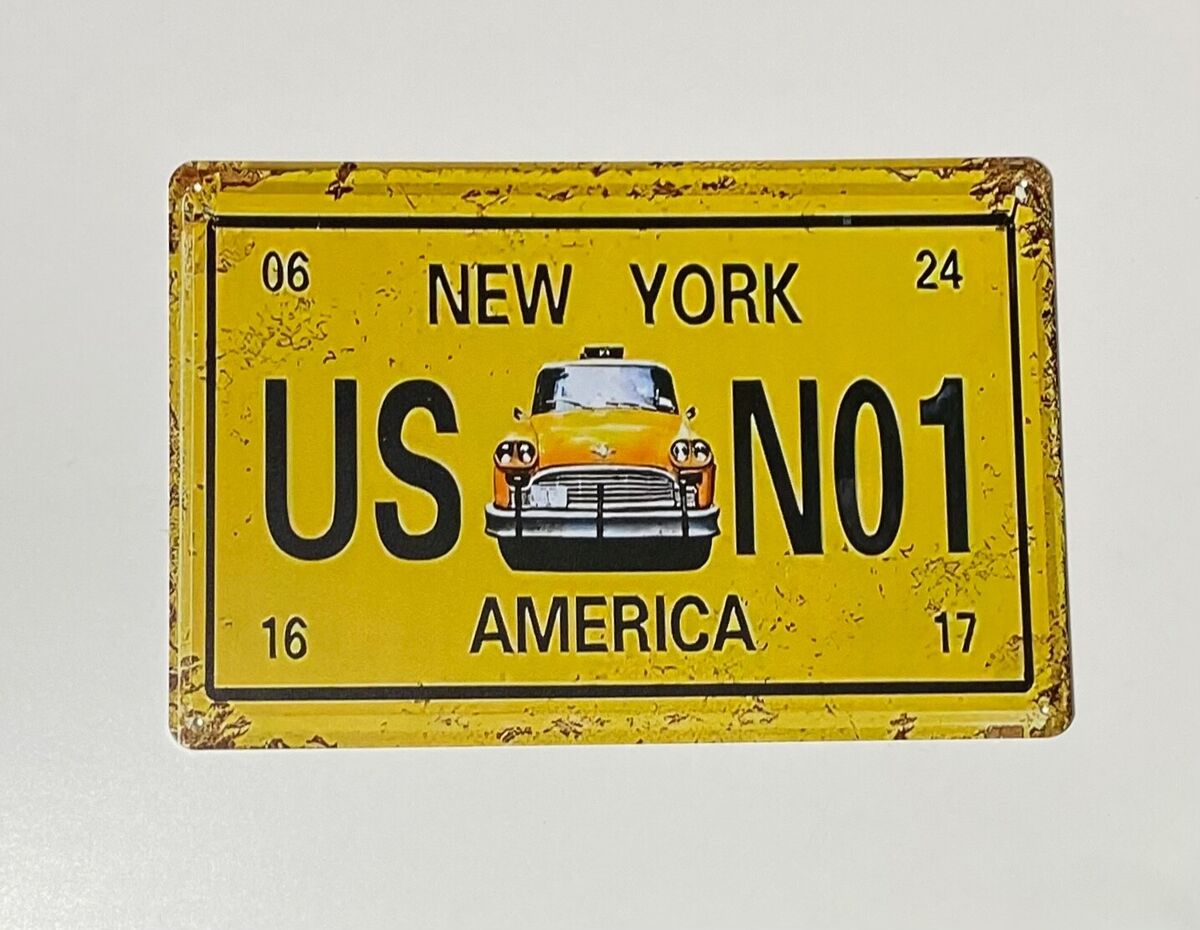 06 NEW YORK 24
US N01
AMERICA
16 17